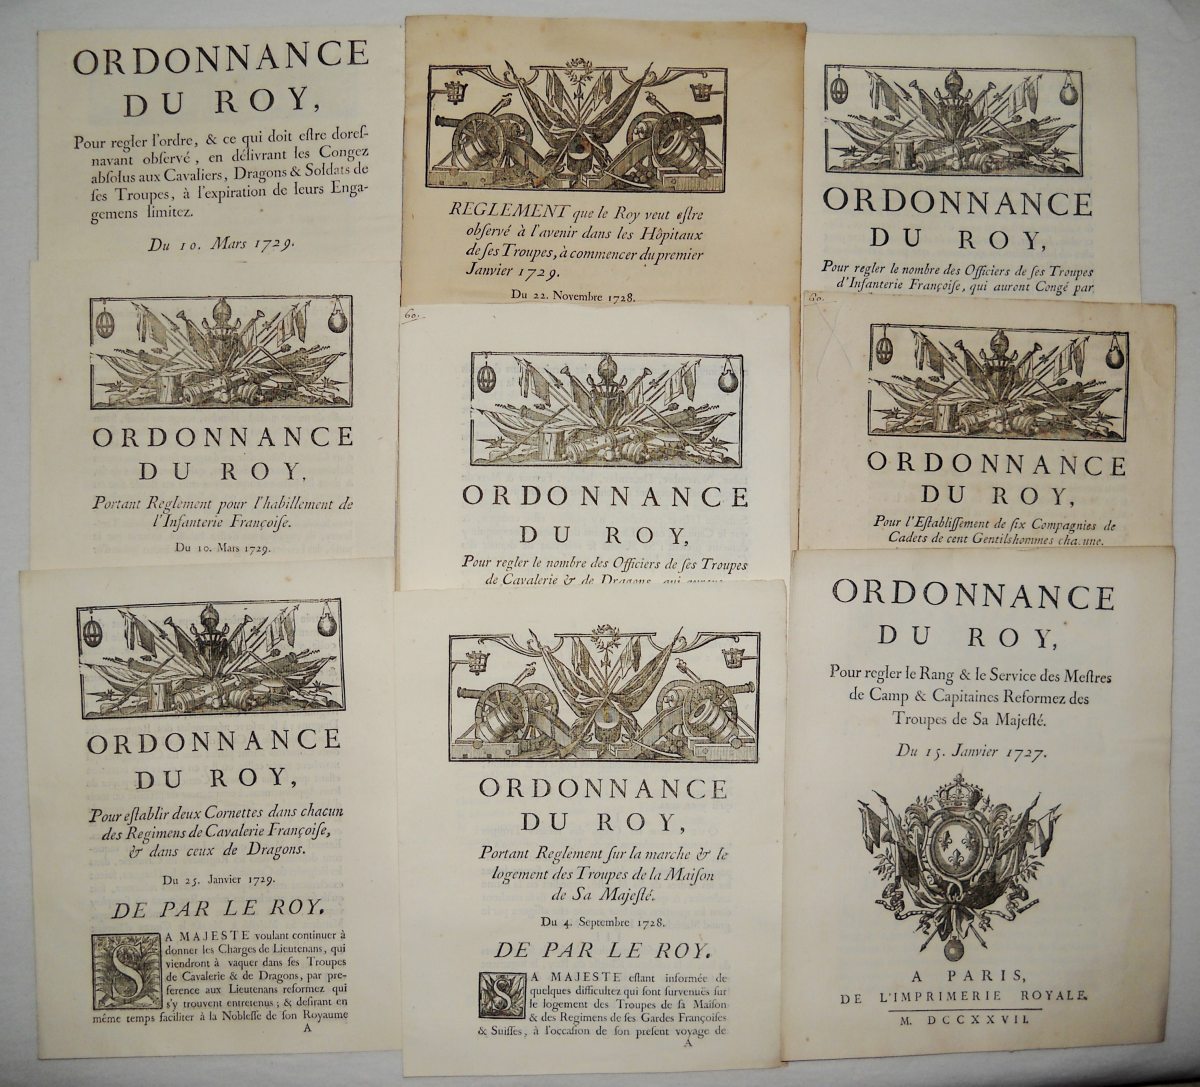 ORDONNANCE
DU ROY,
Pour regler l'ordre, & ce qui doit eſtre doreſ-
navant obſervé, en délivrant les Congez
abſolus aux Cavaliers, Dragons & Soldats de
ſes Troupes, à l'expiration de leurs Enga-
gemens limitez.
Du 10. Mars 1729.
REGLEMENT que le Roy veut eſtre
obſervé à l'avenir dans les Hôpitaux
de ſes Troupes, à commencer du premier
Janvier 1729.
Du 22. Novembre 1728.
ORDONNANCE
DU ROY,
Pour regler le nombre des Officiers de ſes Troupes
d'Infanterie Françoiſe, qui auront Congé par
ORDONNANCE
DU ROY,
Portant Reglement pour l'habillement de
l'Infanterie Françoiſe.
Du 10. Mars 1729.
60.
ORDONNANCE
DU ROY,
Pour regler le nombre des Officiers de ſes Troupes
de Cavalerie & de Dragons, qui
80.
ORDONNANCE
DU ROY,
Pour l'Eſtabliſſement de ſix Compagnies de
Cadets de cent Gentilshommes chacune.
ORDONNANCE
DU ROY,
Pour eſtablir deux Cornettes dans chacun
des Regimens de Cavalerie Françoiſe,
& dans ceux de Dragons.
Du 25. Janvier 1729.
DE PAR LE ROY.
SA MAJESTE voulant continuer à
donner les Charges de Lieutenans, qui
viendront à vaquer dans ſes Troupes
de Cavalerie & de Dragons, par pre-
ference aux Lieutenans reformez qui
s'y trouvent entretenus; & deſirant en
même temps faciliter à la Nobleſſe de ſon Royaume
A
ORDONNANCE
DU ROY,
Portant Reglement ſur la marche & le
logement des Troupes de la Maiſon
de Sa Majeſté.
Du 4. Septembre 1728.
DE PAR LE ROY.
SA MAJESTE eſtant informée de
quelques difficultez qui ſont ſurvenuës ſur
le logement des Troupes de ſa Maiſon
& des Regimens de ſes Gardes Françoiſes
& Suiſſes, à l'occaſion de ſon preſent voyage de
A
ORDONNANCE
DU ROY,
Pour regler le Rang & le Service des Meſtres
de Camp & Capitaines Reformez des
Troupes de Sa Majeſté.
Du 15. Janvier 1727.
A PARIS,
DE L'IMPRIMERIE ROYALE.
M. DCCXXVII.